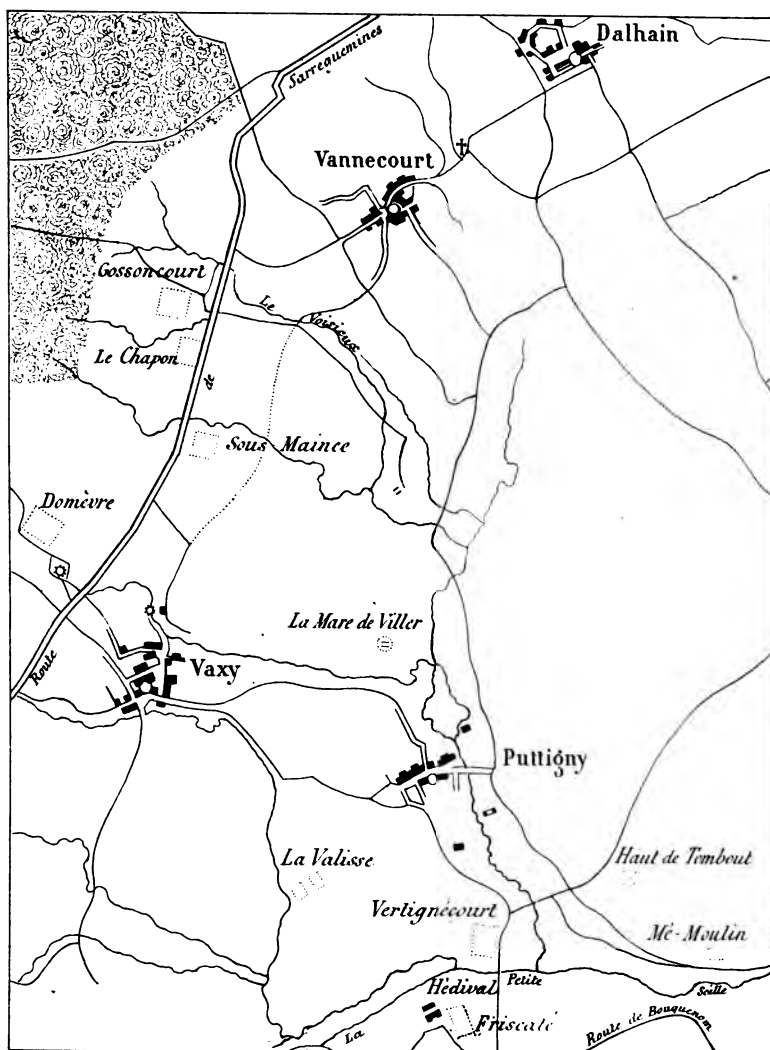 Dalhain
Sarreguemines
Vannecourt
Gossoncourt
Le Voisieux
Le Chapon
de
Sous-Maince
Domèvre
La Mare de Viller
Route
Vaxy
Puttigny
La Valisse
Haut de Tombout
Vertignécourt
Mé-Moulin
Hédival
Petite
Seille
Friscaté
La
Route de Bouquenom